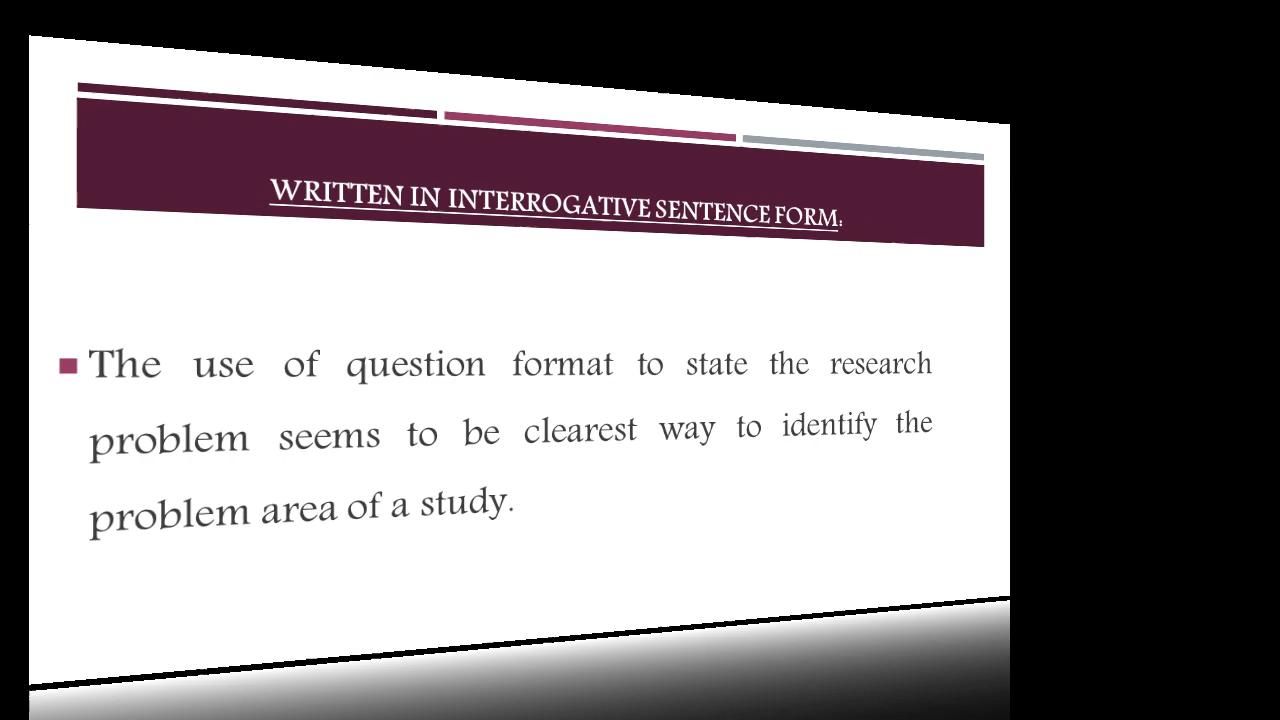 WRITTEN IN INTERROGATIVE SENTENCE FORM:
The use of question format to state the research
problem seems to be clearest way to identify the
problem area of a study.